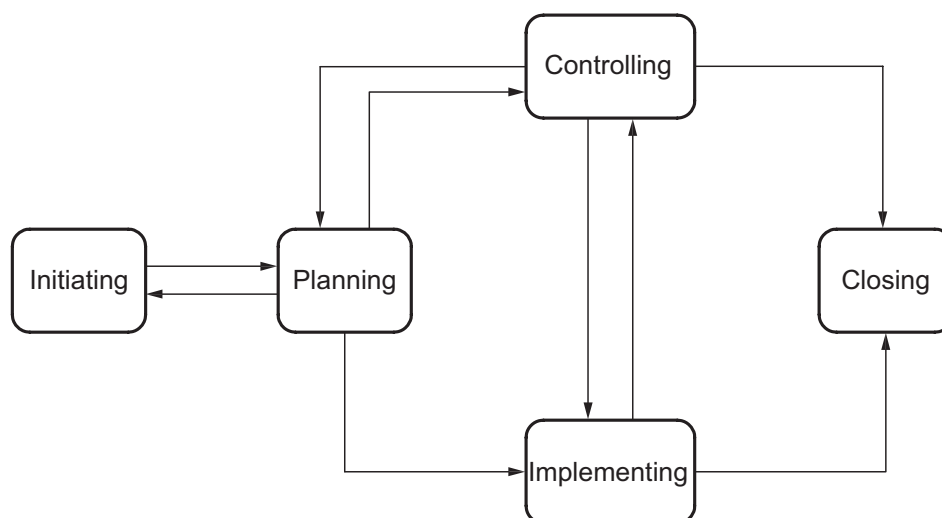 Controlling
Initiating
Planning
Closing
Implementing